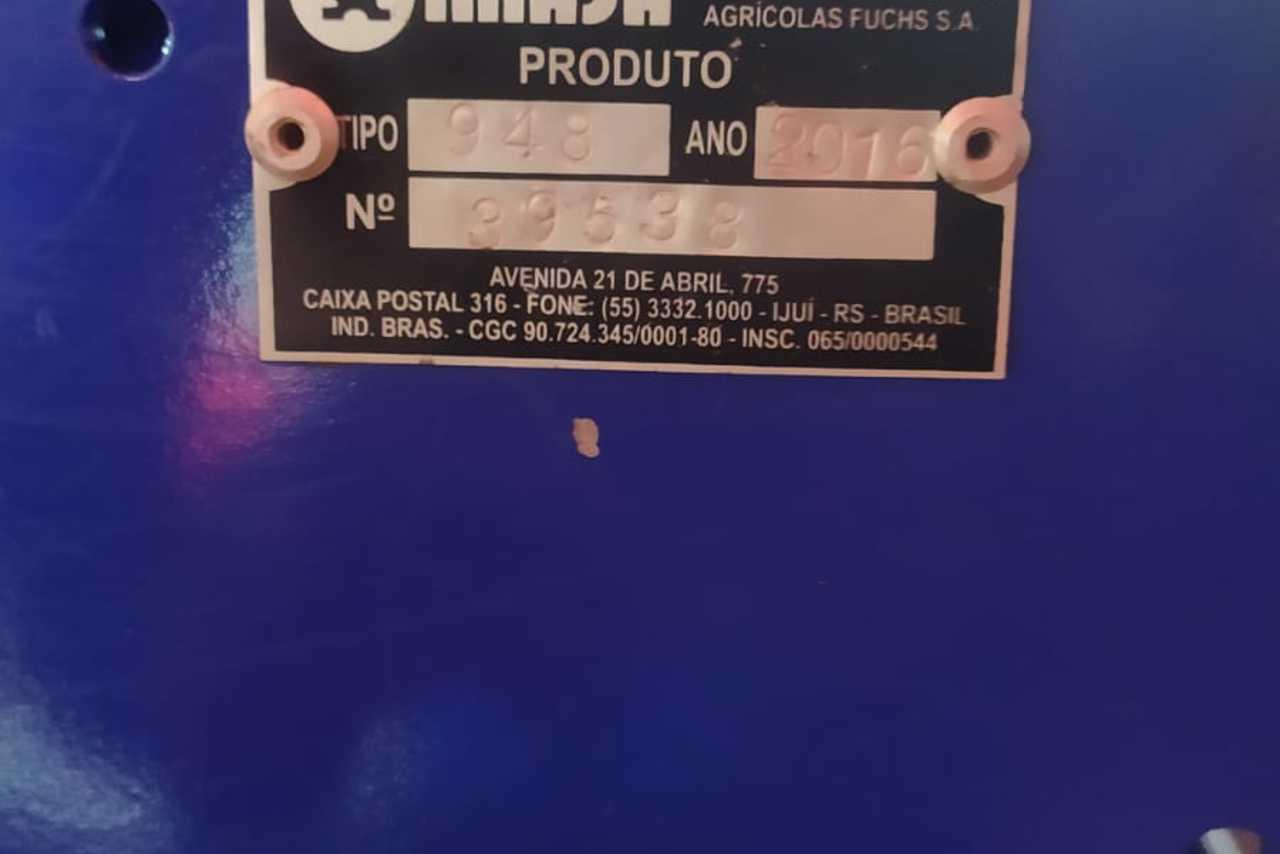 AGRÍCOLAS FUCHS S.A.
PRODUTO
TIPO 948 ANO 2016
Nº 39538
AVENIDA 21 DE ABRIL, 775
CAIXA POSTAL 316 - FONE: (55) 3332.1000 - IJUÍ - RS - BRASIL
IND. BRAS. - CGC 90.724.345/0001-80 - INSC. 065/0000544